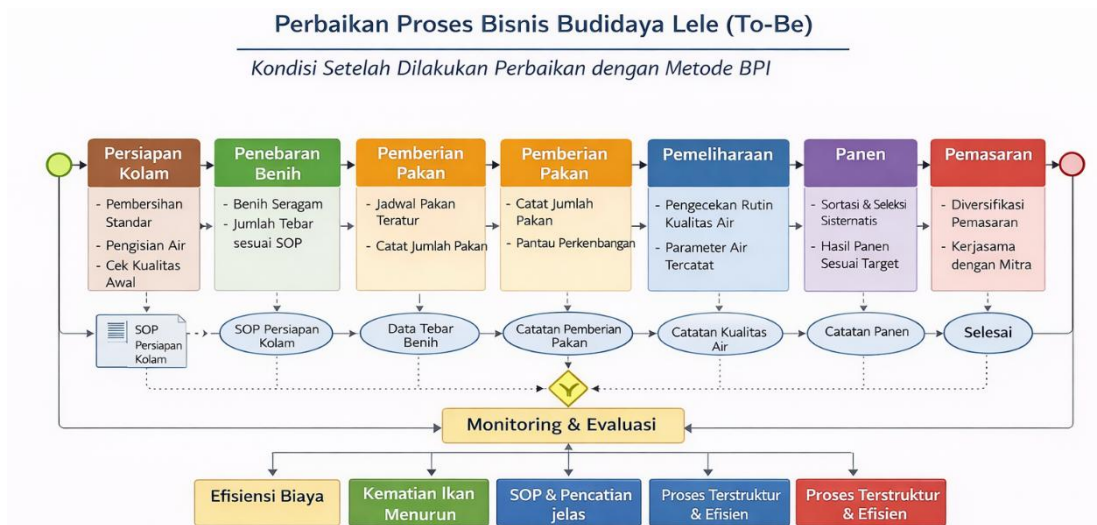 Perbaikan Proses Bisnis Budidaya Lele (To-Be)
Kondisi Setelah Dilakukan Perbaikan dengan Metode BPI
Persiapan
Kolam
- Pembersihan
Standar
- Pengisian Air
- Cek Kualitas
Awal
Penebaran
Benih
- Benih Seragam
- Jumlah Tebar
sesuai SOP
Pemberian
Pakan
- Jadwal Pakan
Teratur
- Catat Jumlah Pakan
Pemberian
Pakan
- Catat Jumlah
Pakan
- Pantau Perkenbangan
Pemeliharaan
- Pengecekan Rutin
Kualitas Air
- Parameter Air
Tercatat
Panen
- Sortasi & Seleksi
Sisternatis
- Hasil Panen
Sesuai Target
Pemasaran
- Diversifikasi
Pemasaran
- Kerjasama
dengan Mitra
SOP
Persiapan
Kolam
SOP Persiapan
Kolam
Data Tebar
Benih
Catatan Pemberian
Pakan
Catatan Kualitas
Air
Catatan Panen
Selesai
Monitoring & Evaluasi
Efisiensi Biaya
Kematian Ikan
Menurun
SOP & Pencatian
jelas
Proses Terstruktur
& Efisien
Proses Terstruktur
& Efisien